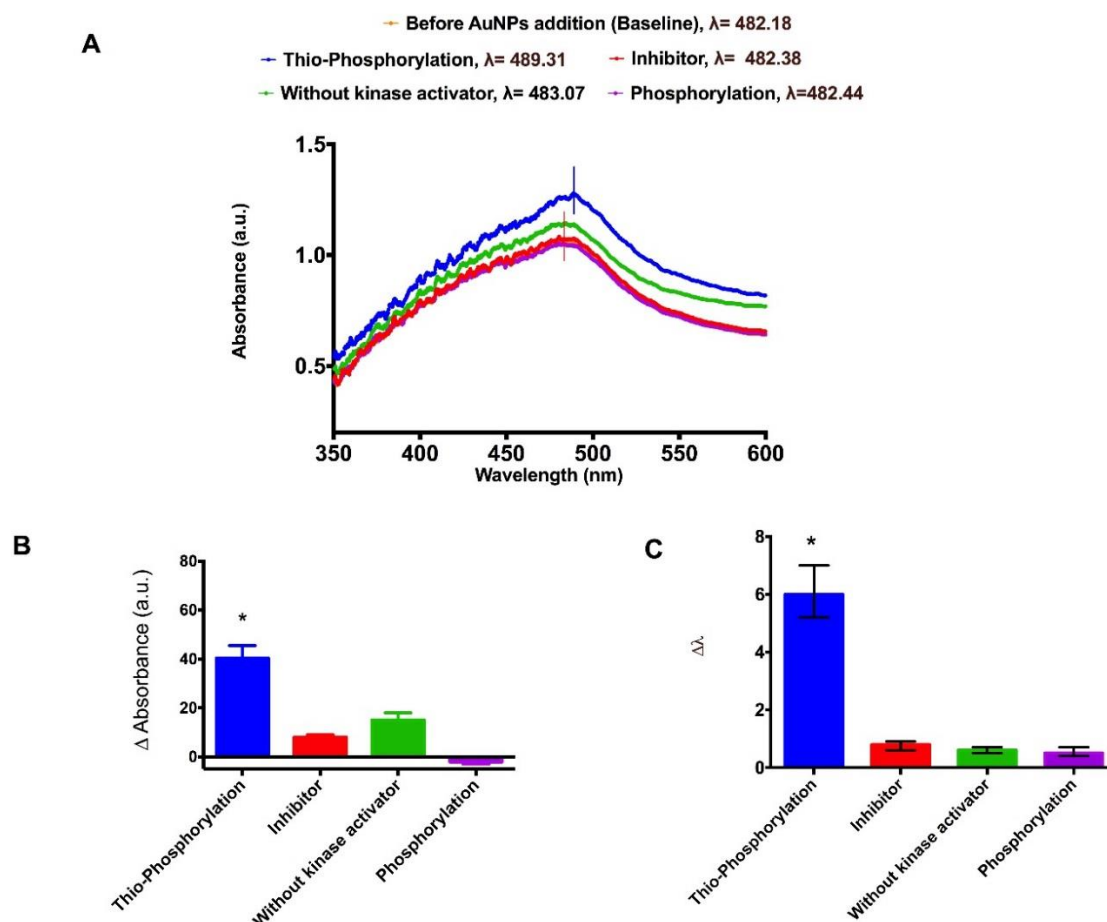 A
Before AuNPs addition (Baseline), λ= 482.18
Thio-Phosphorylation, λ= 489.31
Inhibitor, λ= 482.38
Without kinase activator, λ= 483.07
Phosphorylation, λ=482.44
Absorbance (a.u.)
1.5
1.0
0.5
350
400
450
500
550
600
Wavelength (nm)
B
Δ Absorbance (a.u.)
80
60
40
20
0
*
Thio-Phosphorylation
Inhibitor
Without kinase activator
Phosphorylation
C
Δλ
8
6
4
2
0
*
Thio-Phosphorylation
Inhibitor
Without kinase activator
Phosphorylation